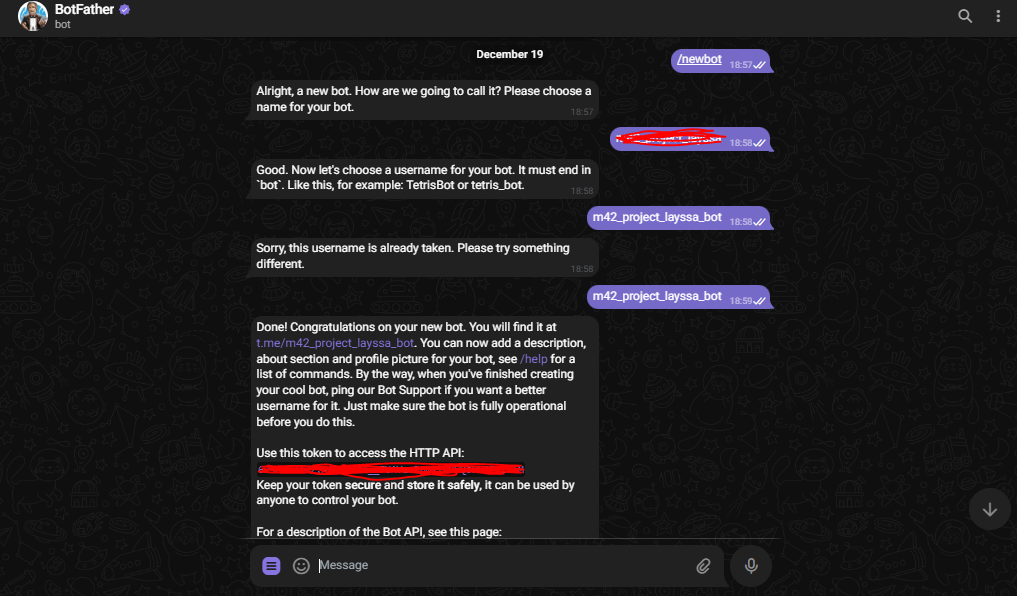 BotFather
bot
December 19
/newbot 18:57
Alright, a new bot. How are we going to call it? Please choose a
name for your bot.
18:57
18:58
Good. Now let's choose a username for your bot. It must end in
`bot`. Like this, for example: TetrisBot or tetris_bot.
18:58
m42_project_layssa_bot 18:58
Sorry, this username is already taken. Please try something
different.
18:58
m42_project_layssa_bot 18:59
Done! Congratulations on your new bot. You will find it at
t.me/m42_project_layssa_bot. You can now add a description,
about section and profile picture for your bot, see /help for a
list of commands. By the way, when you've finished creating
your cool bot, ping our Bot Support if you want a better
username for it. Just make sure the bot is fully operational
before you do this.
Use this token to access the HTTP API:
Keep your token secure and store it safely, it can be used by
anyone to control your bot.
For a description of the Bot API, see this page:
Message